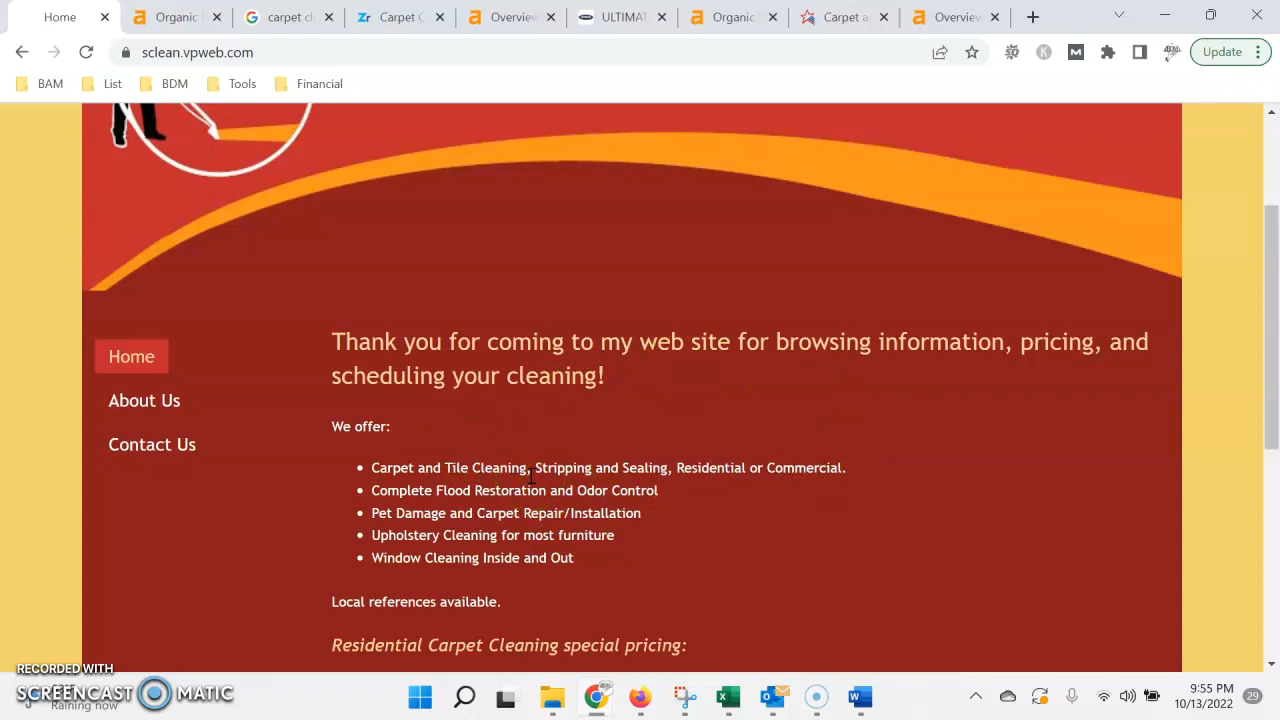 Home
Organic
carpet cl
Carpet C
Overview
ULTIMAT
Organic
Carpet a
Overview
sclean.vpweb.com
Update
BAM
List
BDM
Tools
Financial
Thank you for coming to my web site for browsing information, pricing, and
scheduling your cleaning!
Home
About Us
Contact Us
We offer:
Carpet and Tile Cleaning, Stripping and Sealing, Residential or Commercial.
Complete Flood Restoration and Odor Control
Pet Damage and Carpet Repair/Installation
Upholstery Cleaning for most furniture
Window Cleaning Inside and Out
Local references available.
Residential Carpet Cleaning special pricing:
RECORDED WITH
SCREENCAST MATIC
Raining now
9:55 PM
10/13/2022
29